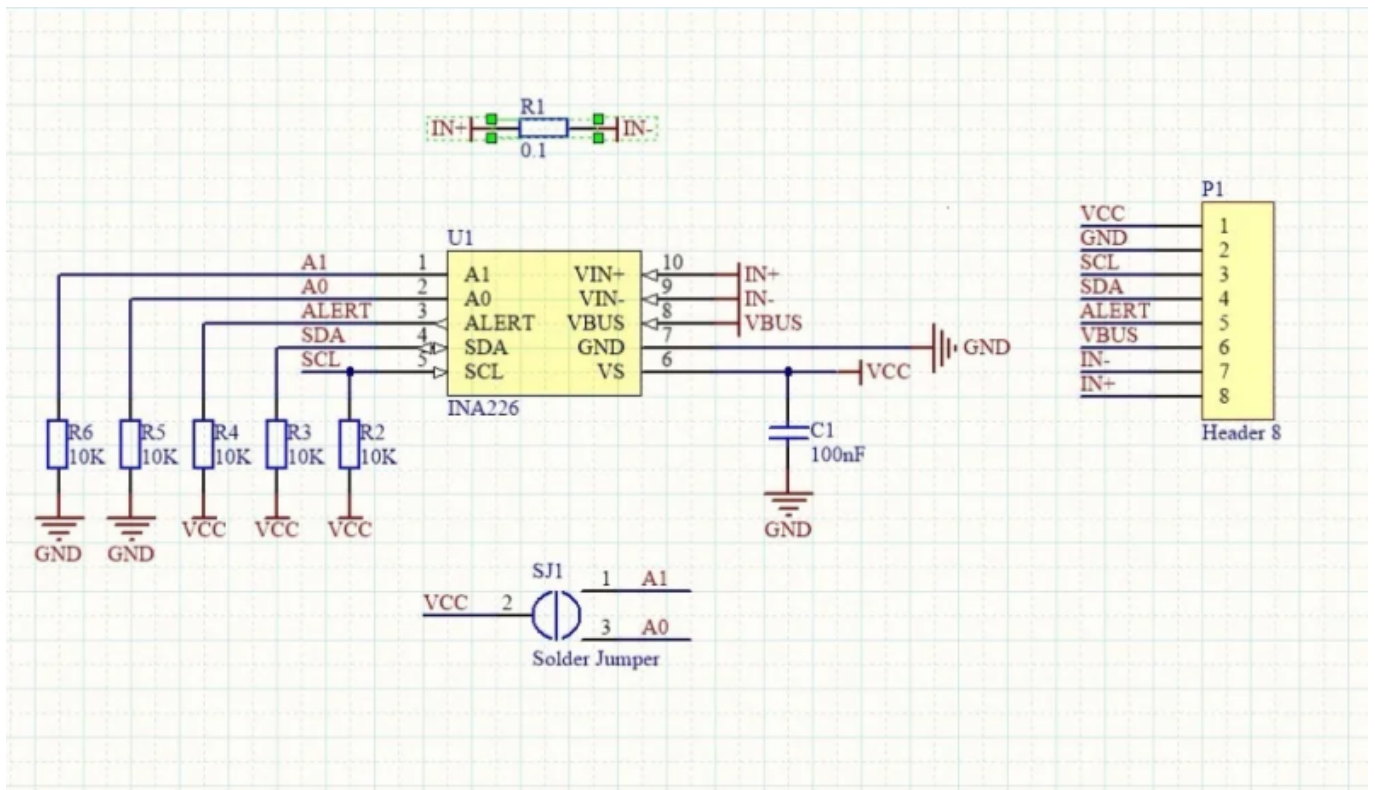 R1
IN+ IN-
0.1
P1
VCC 1
GND 2
SCL 3
SDA 4
ALERT 5
VBUS 6
IN- 7
IN+ 8
Header 8
U1
A1 1 A1 VIN+ 10 IN+
A0 2 A0 VIN- 9 IN-
ALERT 3 ALERT VBUS 8 VBUS
SDA 4 SDA GND 7 GND
SCL 5 SCL VS 6 VCC
INA226
R6 R5 R4 R3 R2
10K 10K 10K 10K 10K
C1
100nF
GND GND VCC VCC VCC
GND
SJ1
1 A1
VCC 2
3 A0
Solder Jumper